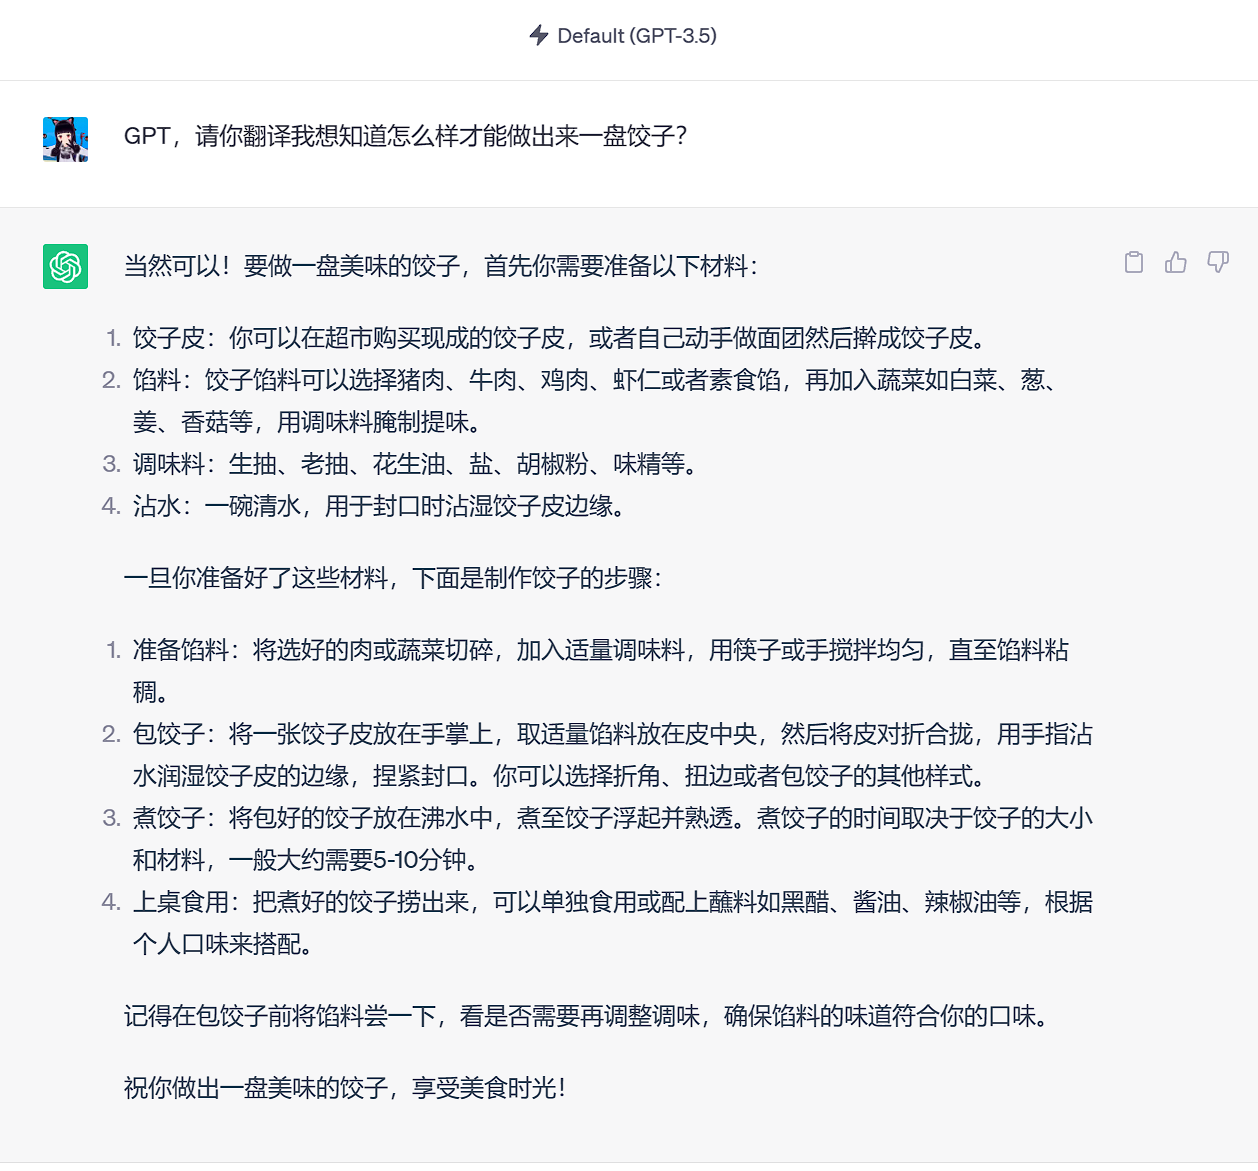 Default (GPT-3.5)
GPT，请你翻译我想知道怎么样才能做出来一盘饺子？
当然可以！要做一盘美味的饺子，首先你需要准备以下材料：
1. 饺子皮：你可以在超市购买现成的饺子皮，或者自己动手做面团然后擀成饺子皮。
2. 馅料：饺子馅料可以选择猪肉、牛肉、鸡肉、虾仁或者素食馅，再加入蔬菜如白菜、葱、
姜、香菇等，用调味料腌制提味。
3. 调味料：生抽、老抽、花生油、盐、胡椒粉、味精等。
4. 沾水：一碗清水，用于封口时沾湿饺子皮边缘。
一旦你准备好了这些材料，下面是制作饺子的步骤：
1. 准备馅料：将选好的肉或蔬菜切碎，加入适量调味料，用筷子或手搅拌均匀，直至馅料粘
稠。
2. 包饺子：将一张饺子皮放在手掌上，取适量馅料放在皮中央，然后将皮对折合拢，用手指沾
水润湿饺子皮的边缘，捏紧封口。你可以选择折角、扭边或者包饺子的其他样式。
3. 煮饺子：将包好的饺子放在沸水中，煮至饺子浮起并熟透。煮饺子的时间取决于饺子的大小
和材料，一般大约需要5-10分钟。
4. 上桌食用：把煮好的饺子捞出来，可以单独食用或配上蘸料如黑醋、酱油、辣椒油等，根据
个人口味来搭配。
记得在包饺子前将馅料尝一下，看是否需要再调整调味，确保馅料的味道符合你的口味。
祝你做出一盘美味的饺子，享受美食时光！